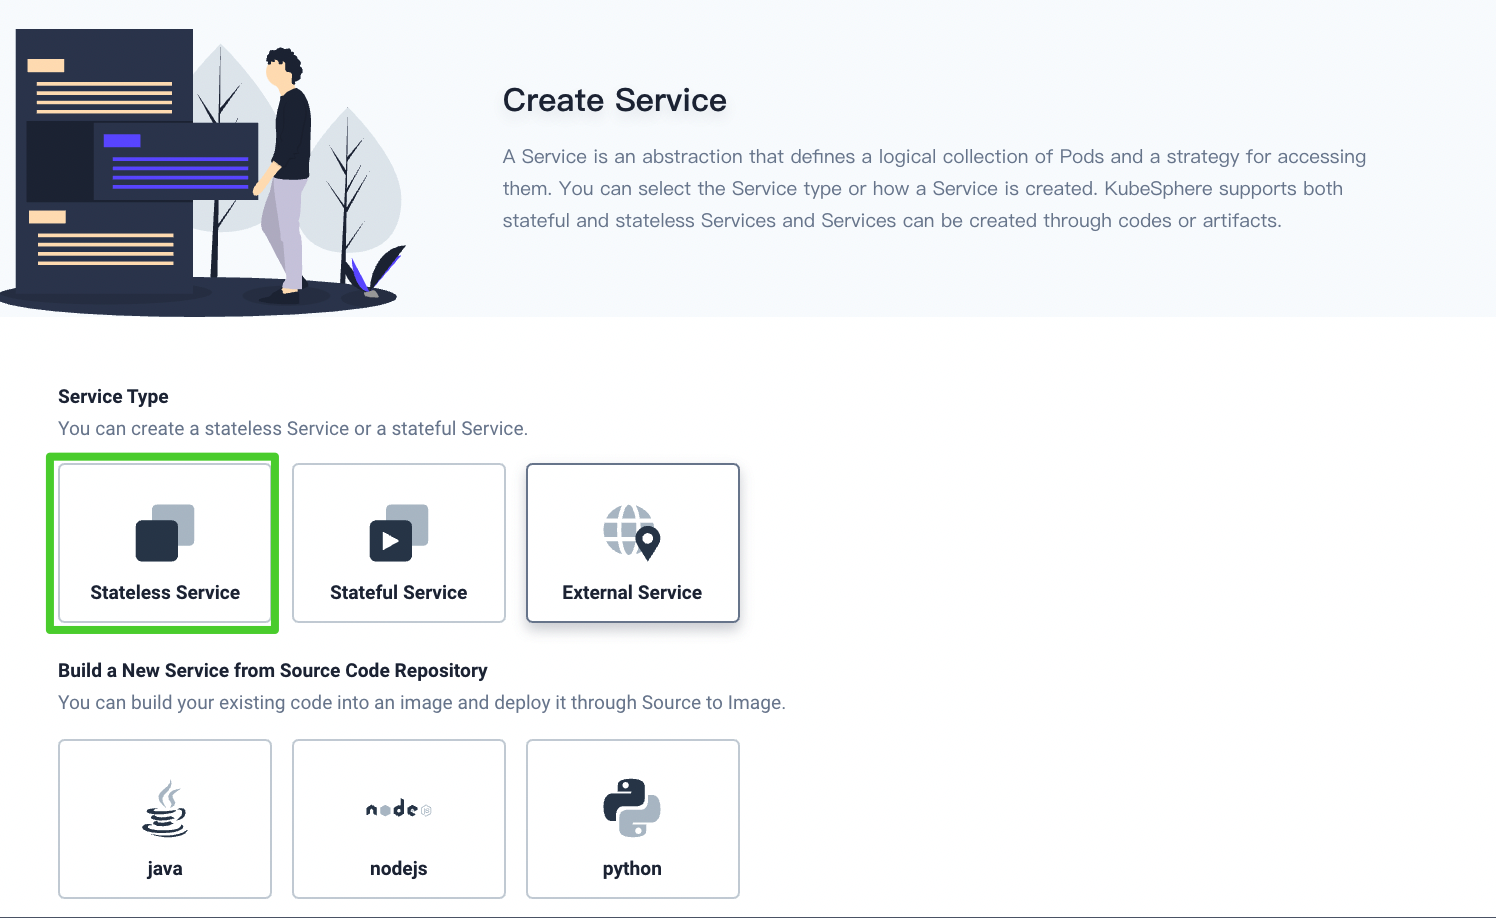 Create Service
A Service is an abstraction that defines a logical collection of Pods and a strategy for accessing
them. You can select the Service type or how a Service is created. KubeSphere supports both
stateful and stateless Services and Services can be created through codes or artifacts.
Service Type
You can create a stateless Service or a stateful Service.
Stateless Service
Stateful Service
External Service
Build a New Service from Source Code Repository
You can build your existing code into an image and deploy it through Source to Image.
node
java
nodejs
python